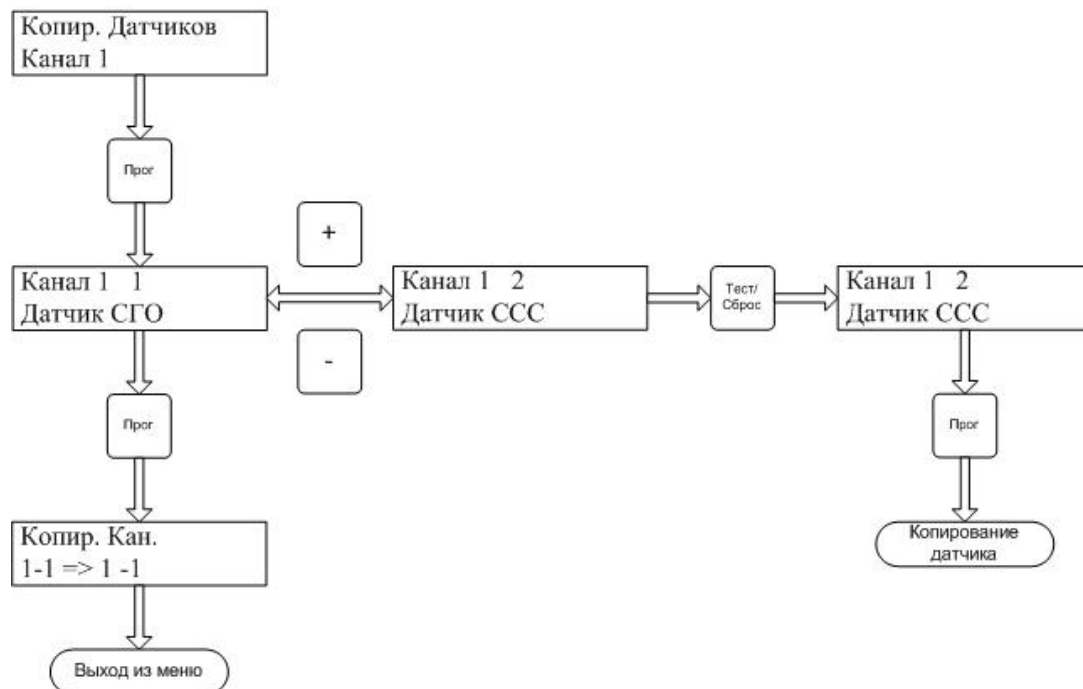 Копир. Датчиков
Канал 1
Прог
+
Канал 1 1
Датчик СГО
Канал 1 2
Датчик ССС
Тест/
Сброс
Канал 1 2
Датчик ССС
-
Прог
Прог
Копир. Кан.
1-1 => 1 -1
Копирование
датчика
Выход из меню